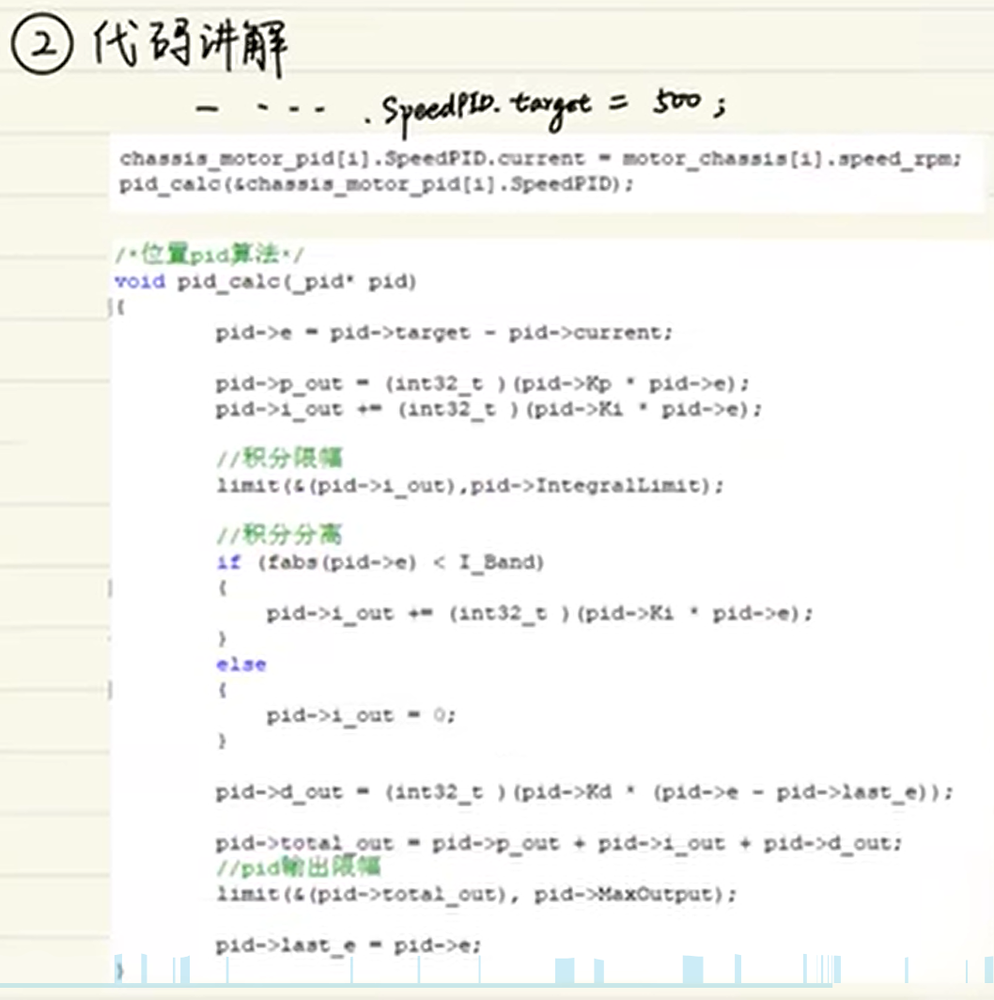 ② 代码讲解
— - - - - .SpeedPID.target = 500;
chassis_motor_pid[i].SpeedPID.current = motor_chassis[i].speed_rpm;
pid_calc(&chassis_motor_pid[i].SpeedPID);
/*位置pid算法*/
void pid_calc(_pid* pid)
{
pid->e = pid->target - pid->current;
pid->p_out = (int32_t )(pid->Kp * pid->e);
pid->i_out += (int32_t )(pid->Ki * pid->e);
//积分限幅
limit(&(pid->i_out),pid->IntegralLimit);
//积分分离
if (fabs(pid->e) < I_Band)
{
pid->i_out += (int32_t )(pid->Ki * pid->e);
}
else
{
pid->i_out = 0;
}
pid->d_out = (int32_t )(pid->Kd * (pid->e - pid->last_e));
pid->total_out = pid->p_out + pid->i_out + pid->d_out;
//pid输出限幅
limit(&(pid->total_out), pid->MaxOutput);
pid->last_e = pid->e;
}